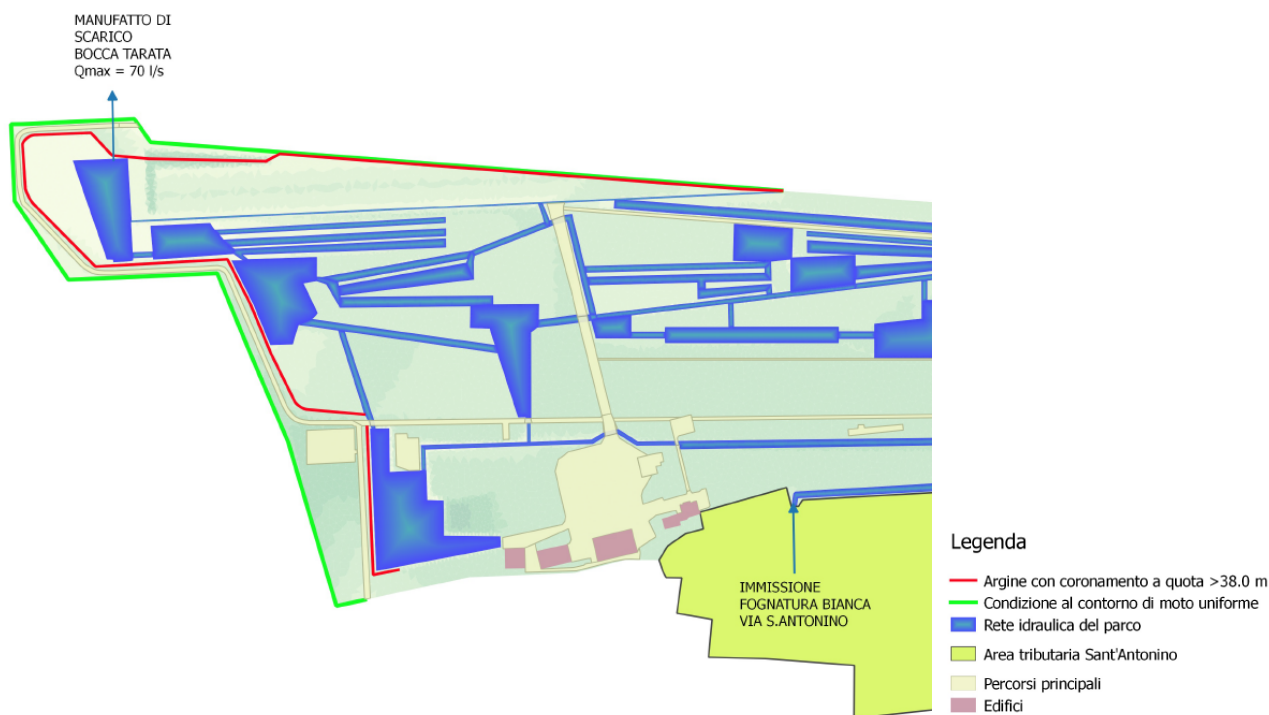 MANUFATTO DI
SCARICO
BOCCA TARATA
Qmax = 70 l/s
IMMISSIONE
FOGNATURA BIANCA
VIA S.ANTONINO
Legenda
Argine con coronamento a quota >38.0 m
Condizione al contorno di moto uniforme
Rete idraulica del parco
Area tributaria Sant'Antonino
Percorsi principali
Edifici